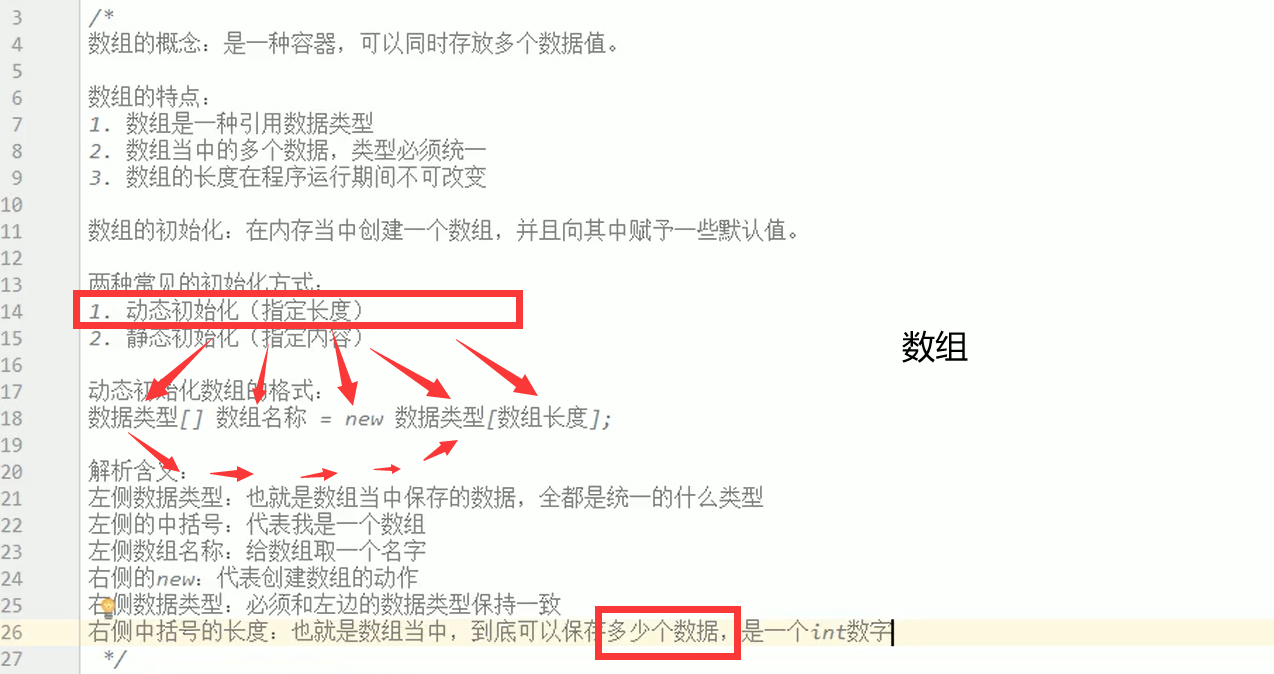 3 /*
4 数组的概念：是一种容器，可以同时存放多个数据值。
5
6 数组的特点：
7 1. 数组是一种引用数据类型
8 2. 数组当中的多个数据，类型必须统一
9 3. 数组的长度在程序运行期间不可改变
10
11 数组的初始化：在内存当中创建一个数组，并且向其中赋予一些默认值。
12
13 两种常见的初始化方式：
14 1. 动态初始化（指定长度）
15 2. 静态初始化（指定内容）
数组
16
17 动态初始化数组的格式：
18 数据类型[] 数组名称 = new 数据类型[数组长度];
19
20 解析含义：
21 左侧数据类型：也就是数组当中保存的数据，全都是统一的什么类型
22 左侧的中括号：代表我是一个数组
23 左侧数组名称：给数组取一个名字
24 右侧的new：代表创建数组的动作
25 右侧数据类型：必须和左边的数据类型保持一致
26 右侧中括号的长度：也就是数组当中，到底可以保存多少个数据，是一个int数字
27 */